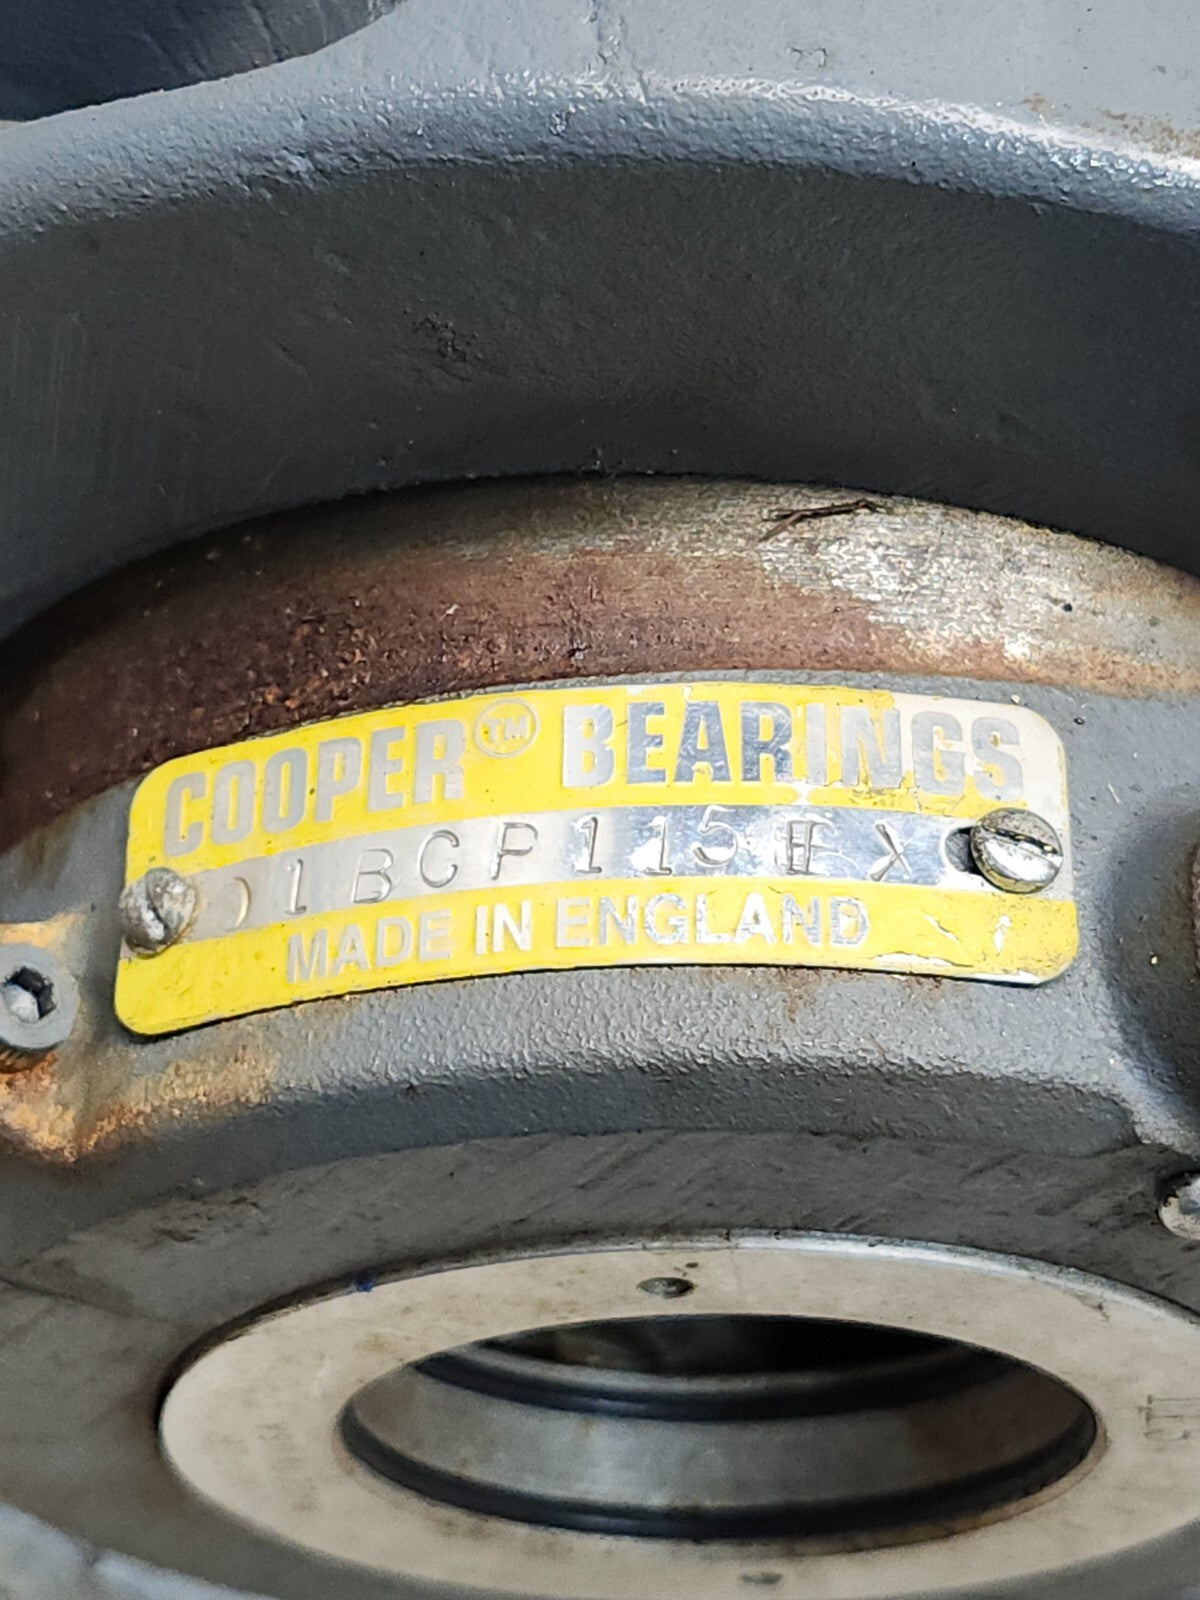 COOPER™ BEARINGS
01BCP115EX
MADE IN ENGLAND